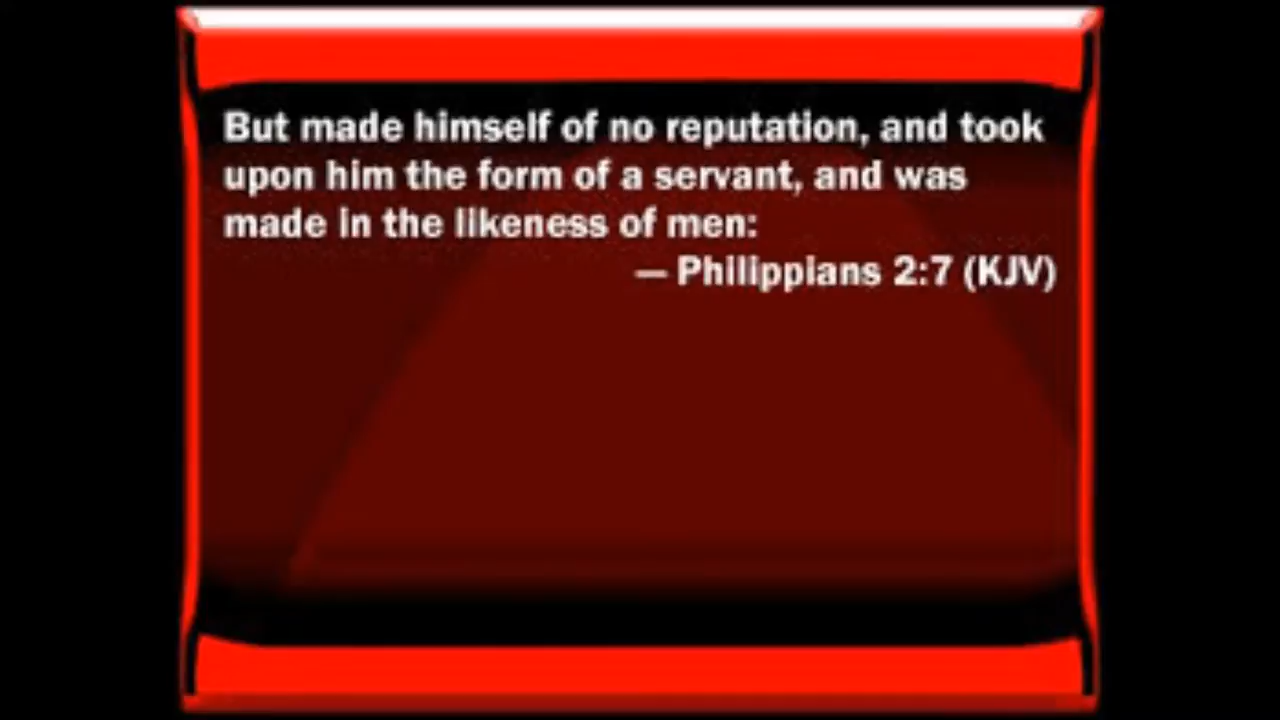 But made himself of no reputation, and took
upon him the form of a servant, and was
made in the likeness of men:
— Philippians 2:7 (KJV)